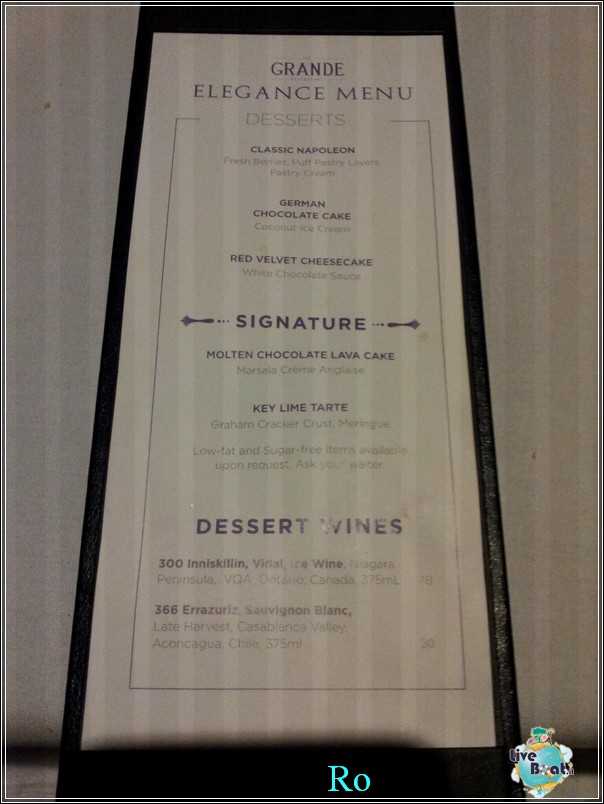 GRANDE
ELEGANCE MENU
DESSERTS
CLASSIC NAPOLEON
Fresh Berries, Puff Pastry Layers,
Pastry Cream
GERMAN
CHOCOLATE CAKE
Coconut Ice Cream
RED VELVET CHEESECAKE
White Chocolate Sauce
SIGNATURE
MOLTEN CHOCOLATE LAVA CAKE
Marsala Crème Anglaise
KEY LIME TARTE
Graham Cracker Crust, Meringue
Low-fat and Sugar-free items available
upon request. Ask your waiter.
DESSERT WINES
300 Inniskillin, Vidal, Ice Wine, Niagara
Peninsula, VQA, Ontario, Canada, 375mL 78
366 Errazuriz, Sauvignon Blanc,
Late Harvest, Casablanca Valley,
Aconcagua, Chile, 375ml 30
Ro
Live
Boat